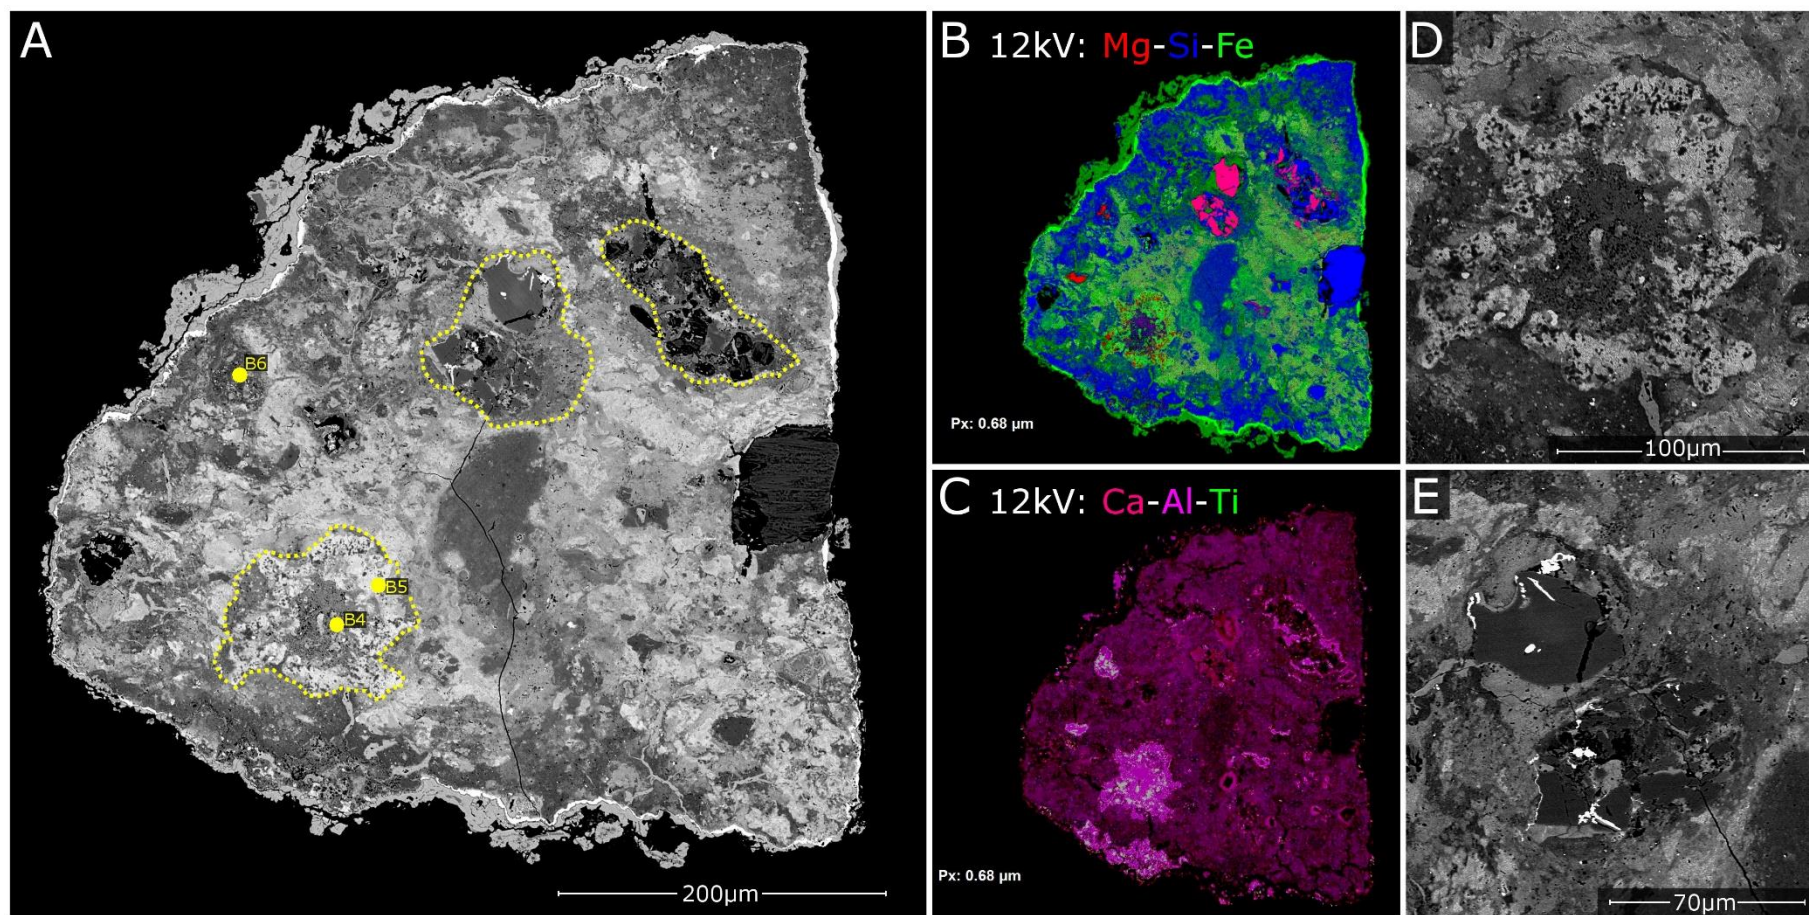 A
B6
B5
B4
200µm
B 12kV: Mg-Si-Fe
Px: 0.68 µm
C 12kV: Ca-Al-Ti
Px: 0.68 µm
D
100µm
E
70µm